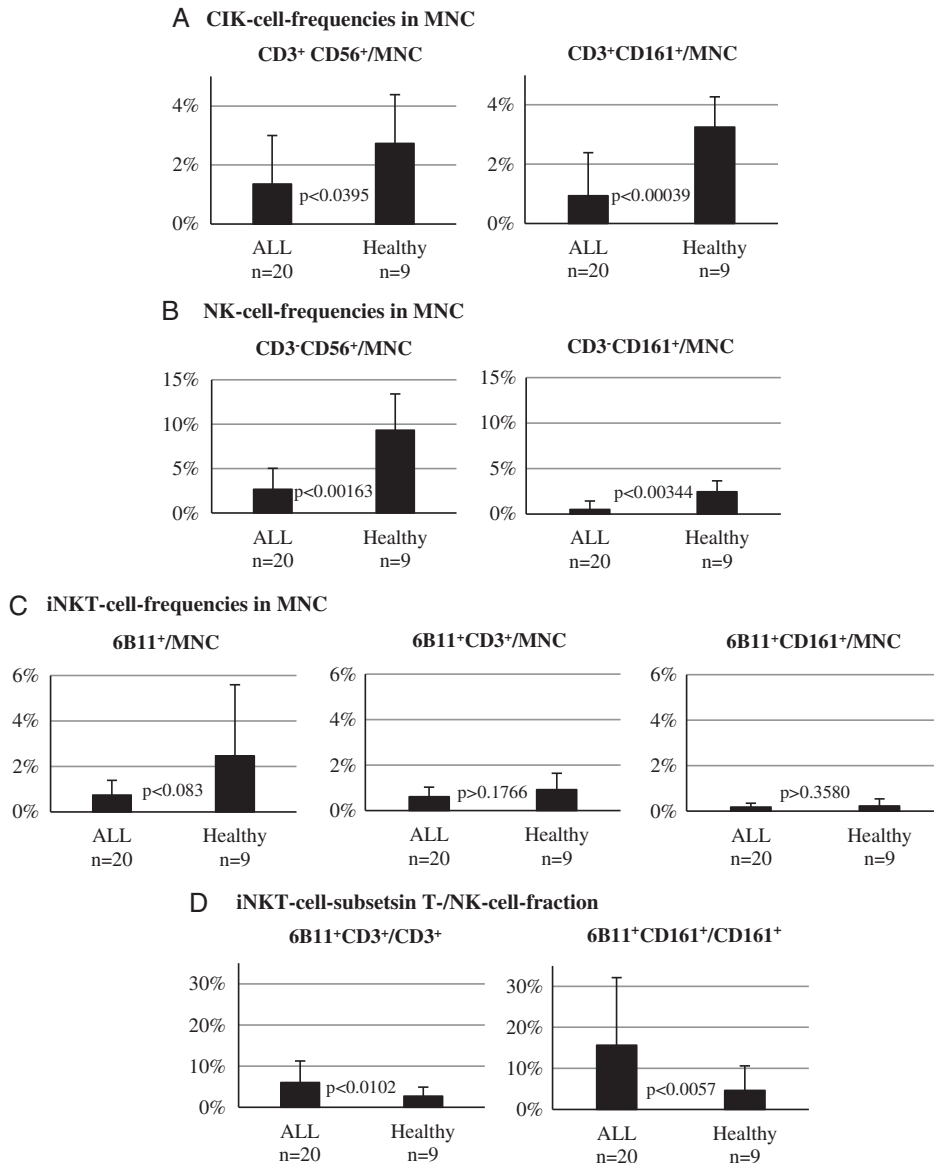 A CIK-cell-frequencies in MNC
CD3⁺ CD56⁺/MNC
4%
2%
0%
p<0.0395
ALL
n=20
Healthy
n=9
CD3⁺CD161⁺/MNC
4%
2%
0%
p<0.00039
ALL
n=20
Healthy
n=9
B NK-cell-frequencies in MNC
CD3⁻CD56⁺/MNC
15%
10%
5%
0%
p<0.00163
ALL
n=20
Healthy
n=9
CD3⁻CD161⁺/MNC
15%
10%
5%
0%
p<0.00344
ALL
n=20
Healthy
n=9
C iNKT-cell-frequencies in MNC
6B11⁺/MNC
6%
4%
2%
0%
p<0.083
ALL
n=20
Healthy
n=9
6B11⁺CD3⁺/MNC
6%
4%
2%
0%
p>0.1766
ALL
n=20
Healthy
n=9
6B11⁺CD161⁺/MNC
6%
4%
2%
0%
p>0.3580
ALL
n=20
Healthy
n=9
D iNKT-cell-subsetsin T-/NK-cell-fraction
6B11⁺CD3⁺/CD3⁺
30%
20%
10%
0%
p<0.0102
ALL
n=20
Healthy
n=9
6B11⁺CD161⁺/CD161⁺
30%
20%
10%
0%
p<0.0057
ALL
n=20
Healthy
n=9